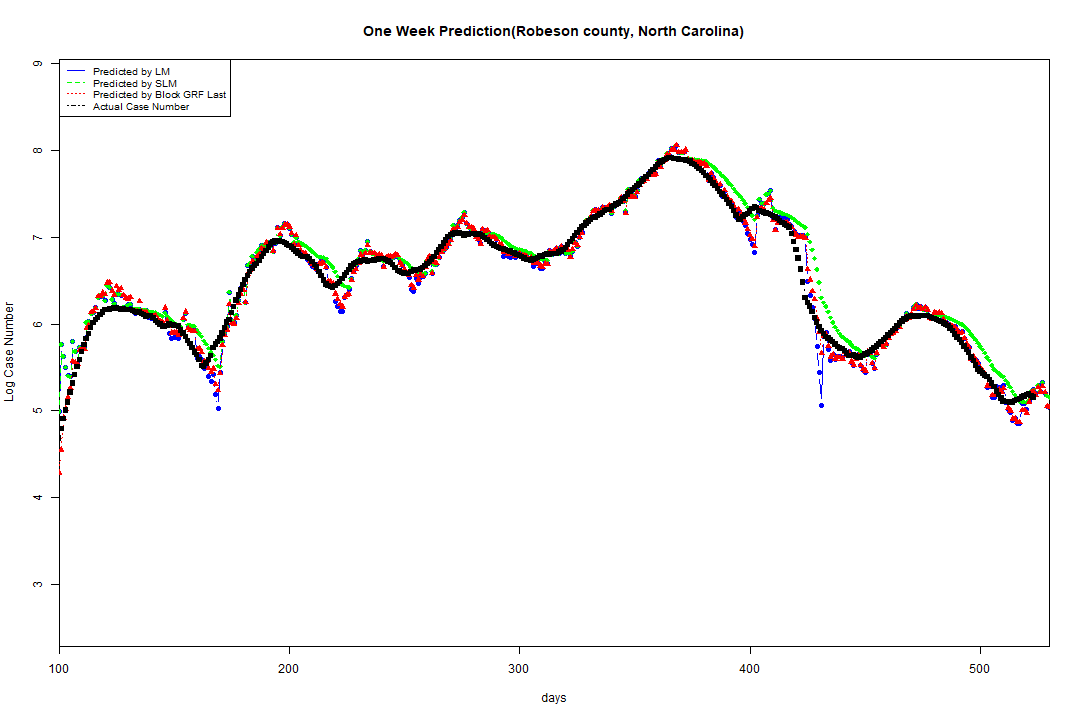 One Week Prediction(Robeson county, North Carolina)
Predicted by LM
Predicted by SLM
Predicted by Block GRF Last
Actual Case Number
Log Case Number
9
8
7
6
5
4
3
100 200 300 400 500
days